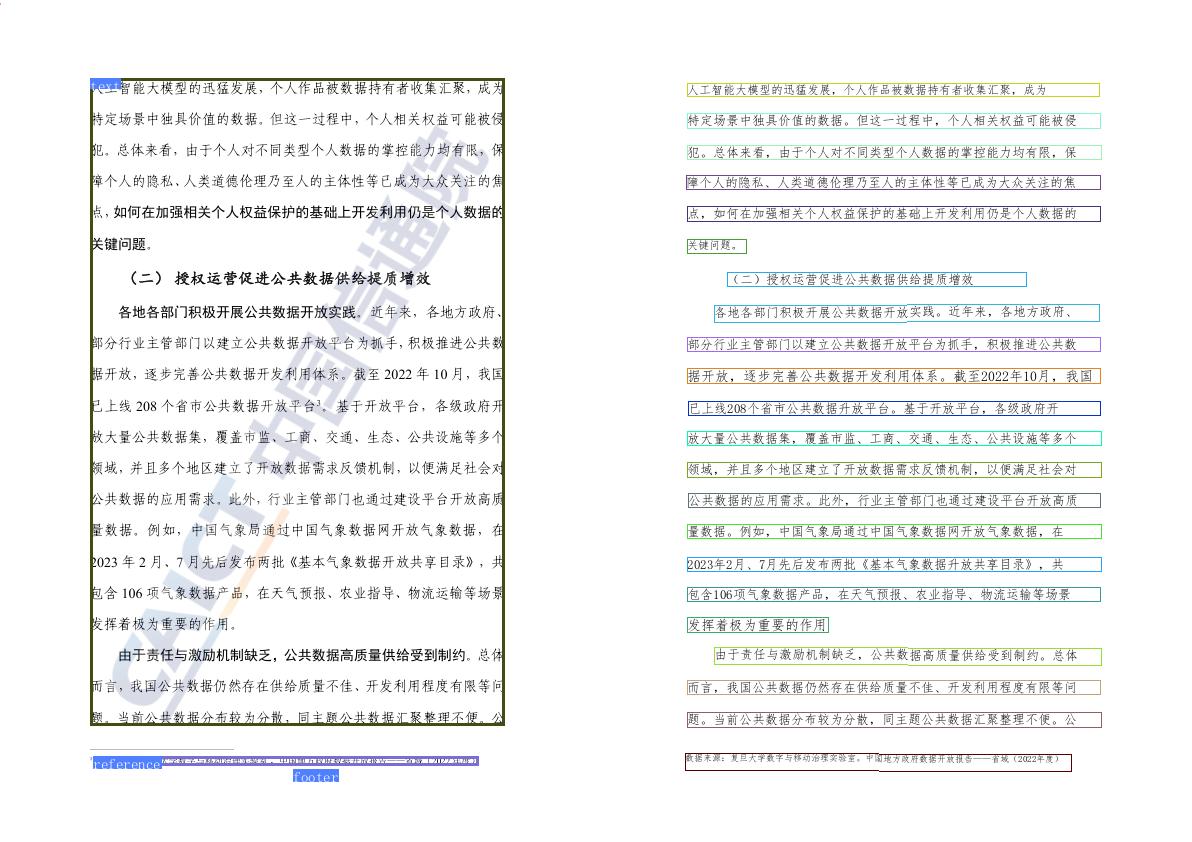 text
人工智能大模型的迅猛发展，个人作品被数据持有者收集汇聚，成为
特定场景中独具价值的数据。但这一过程中，个人相关权益可能被侵
犯。总体来看，由于个人对不同类型个人数据的掌控能力均有限，保
障个人的隐私、人类道德伦理乃至人的主体性等已成为大众关注的焦
点，如何在加强相关个人权益保护的基础上开发利用仍是个人数据的
关键问题。
（二） 授权运营促进公共数据供给提质增效
各地各部门积极开展公共数据开放实践。近年来，各地方政府、
部分行业主管部门以建立公共数据开放平台为抓手，积极推进公共数
据开放，逐步完善公共数据开发利用体系。截至 2022 年 10 月，我国
已上线 208 个省市公共数据开放平台³。基于开放平台，各级政府开
放大量公共数据集，覆盖市监、工商、交通、生态、公共设施等多个
领域，并且多个地区建立了开放数据需求反馈机制，以便满足社会对
公共数据的应用需求。此外，行业主管部门也通过建设平台开放高质
量数据。例如，中国气象局通过中国气象数据网开放气象数据，在
2023 年 2 月、7 月先后发布两批《基本气象数据开放共享目录》，共
包含 106 项气象数据产品，在天气预报、农业指导、物流运输等场景
发挥着极为重要的作用。
由于责任与激励机制缺乏，公共数据高质量供给受到制约。总体
而言，我国公共数据仍然存在供给质量不佳、开发利用程度有限等问
题。当前公共数据分布较为分散，同主题公共数据汇聚整理不便。公
CAICT 中国信通院
reference
footer
人工智能大模型的迅猛发展，个人作品被数据持有者收集汇聚，成为
特定场景中独具价值的数据。但这一过程中，个人相关权益可能被侵
犯。总体来看，由于个人对不同类型个人数据的掌控能力均有限，保
障个人的隐私、人类道德伦理乃至人的主体性等已成为大众关注的焦
点，如何在加强相关个人权益保护的基础上开发利用仍是个人数据的
关键问题。
（二）授权运营促进公共数据供给提质增效
各地各部门积极开展公共数据开放实践。近年来，各地方政府、
部分行业主管部门以建立公共数据开放平台为抓手，积极推进公共数
据开放，逐步完善公共数据开发利用体系。截至2022年10月，我国
已上线208个省市公共数据升放平台。基于开放平台，各级政府开
放大量公共数据集，覆盖市监、工商、交通、生态、公共设施等多个
领域，并且多个地区建立了开放数据需求反馈机制，以便满足社会对
公共数据的应用需求。此外，行业主管部门也通过建设平台开放高质
量数据。例如，中国气象局通过中国气象数据网开放气象数据，在
2023年2月、7月先后发布两批《基本气象数据升放共享目录》，共
包含106项气象数据产品，在天气预报、农业指导、物流运输等场景
发挥着极为重要的作用
由于责任与激励机制缺乏，公共数据高质量供给受到制约。总体
而言，我国公共数据仍然存在供给质量不佳、开发利用程度有限等问
题。当前公共数据分布较为分散，同主题公共数据汇聚整理不便。公
数据来源：复旦大学数字与移动治理实验室。中国地方政府数据开放报告——省域（2022年度）